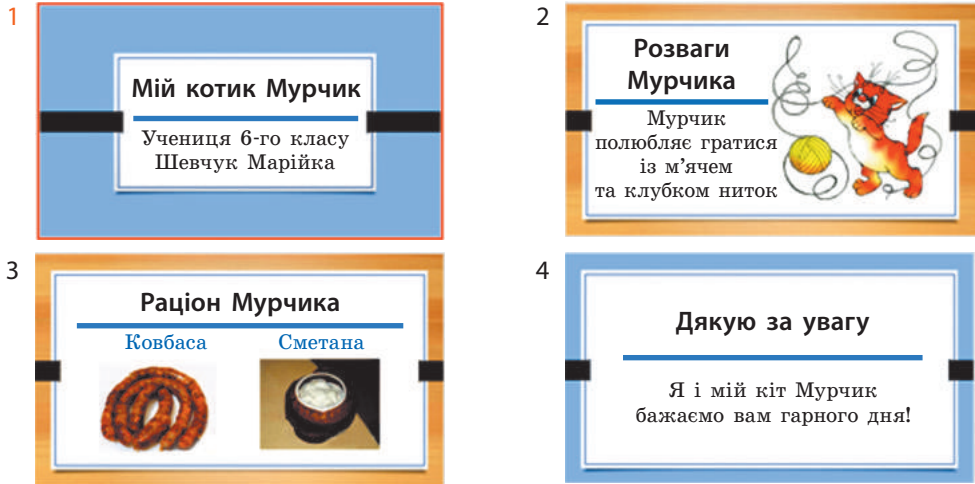 1
Мій котик Мурчик
Учениця 6-го класу
Шевчук Марійка
2
Розваги
Мурчика
Мурчик
полюбляє гратися
із м'ячем
та клубком ниток
3
Раціон Мурчика
Ковбаса
Сметана
4
Дякую за увагу
Я і мій кіт Мурчик
бажаємо вам гарного дня!